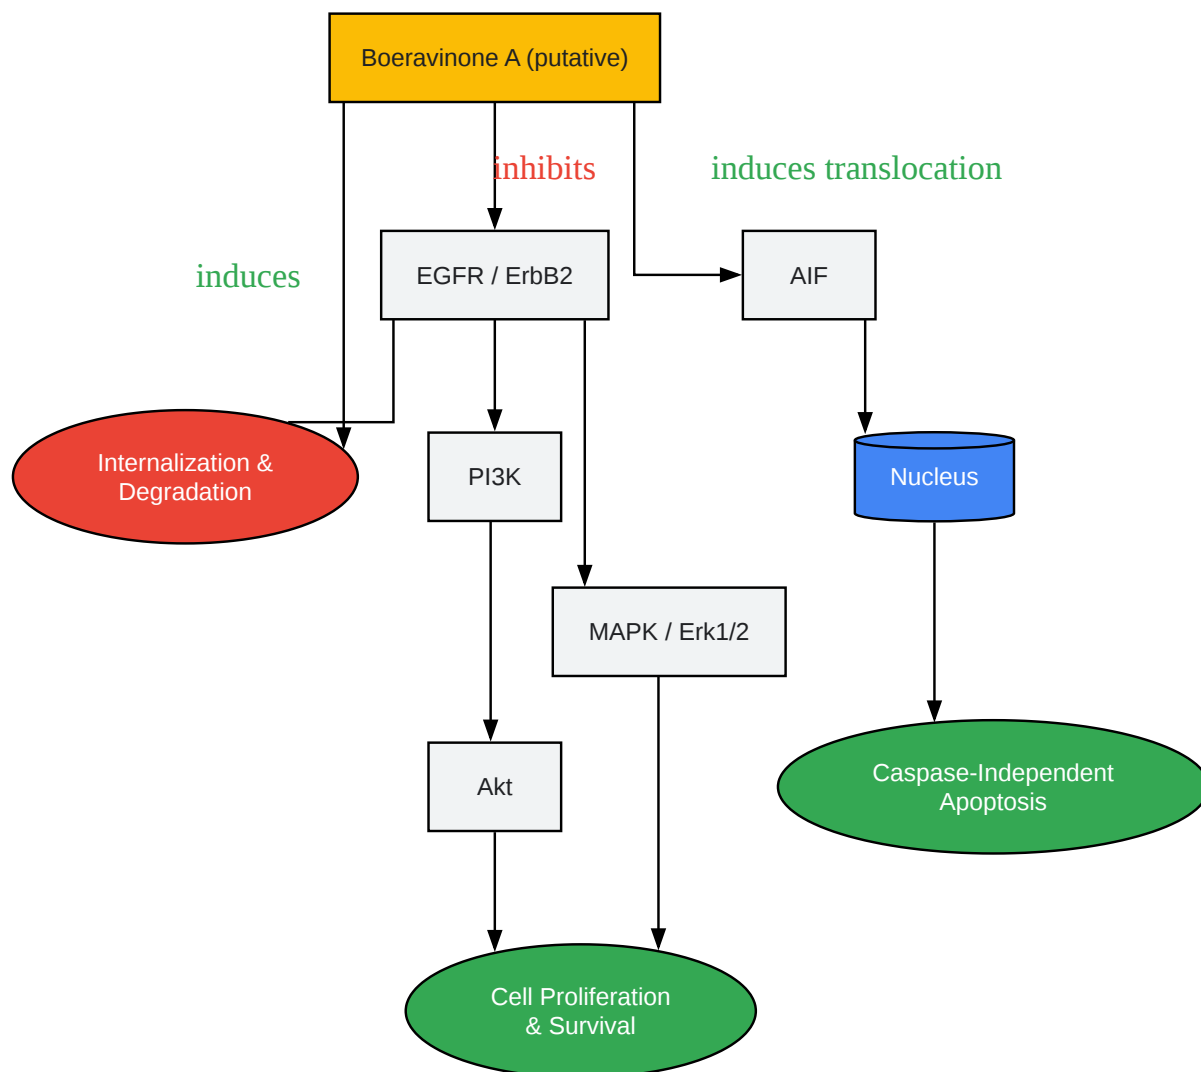 Boeravinone A (putative)
inhibits
induces translocation
induces
EGFR / ErbB2
AIF
Internalization &
Degradation
PI3K
Nucleus
MAPK / Erk1/2
Akt
Caspase-Independent
Apoptosis
Cell Proliferation
& Survival